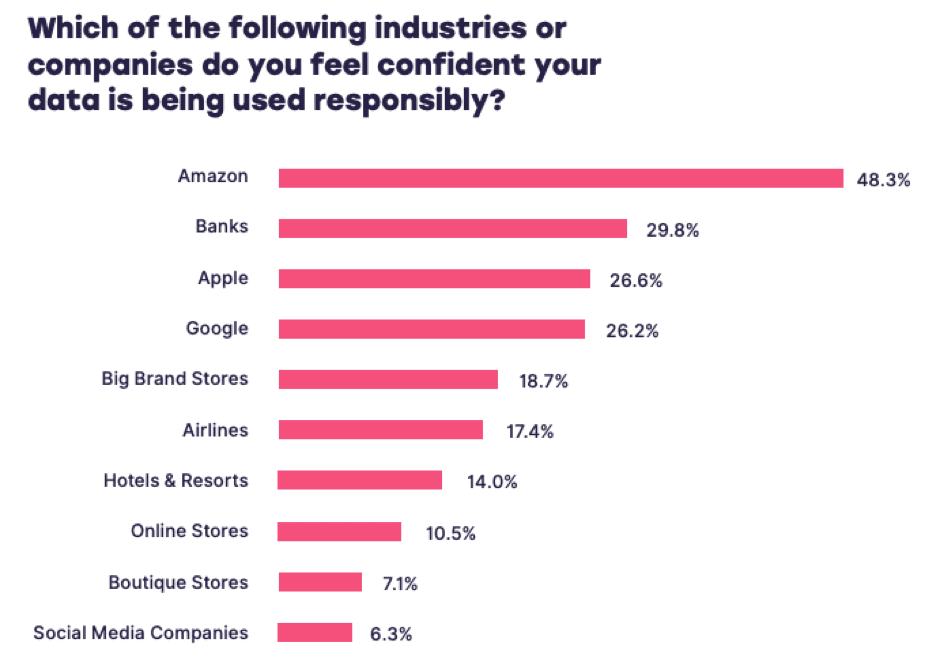 Which of the following industries or
companies do you feel confident your
data is being used responsibly?
Amazon 48.3%
Banks 29.8%
Apple 26.6%
Google 26.2%
Big Brand Stores 18.7%
Airlines 17.4%
Hotels & Resorts 14.0%
Online Stores 10.5%
Boutique Stores 7.1%
Social Media Companies 6.3%